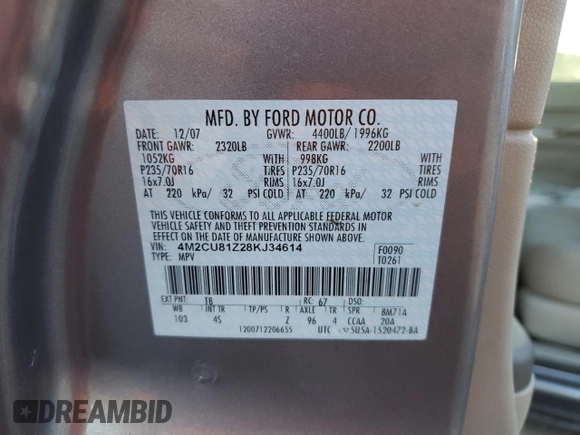 MFD. BY FORD MOTOR CO.
DATE: 12/07 GVWR: 4400LB/ 1996KG
FRONT GAWR: 2320LB REAR GAWR: 2200LB
1052KG WITH 998KG WITH
P235/70R16 TIRES P235/70R16 TIRES
16x7.0J RIMS 16x7.0J RIMS
AT 220 kPa/ 32 PSI COLD AT 220 kPa/ 32 PSI COLD
THIS VEHICLE CONFORMS TO ALL APPLICABLE FEDERAL MOTOR
VEHICLE SAFETY AND THEFT PREVENTION STANDARDS IN
EFFECT ON THE DATE OF MANUFACTURE SHOWN ABOVE.
VIN: 4M2CU81Z28KJ34614 F0090
TYPE: MPV T0261
EXT PNT: T8 RC: 67 DSO:
WB INT TR TP/PS R AXLE TR SPR 8M71A
103 4S Z 96 4 CCAA 20A
1200712206655 UTC 5U5A-1520472-BA
DREAMBID